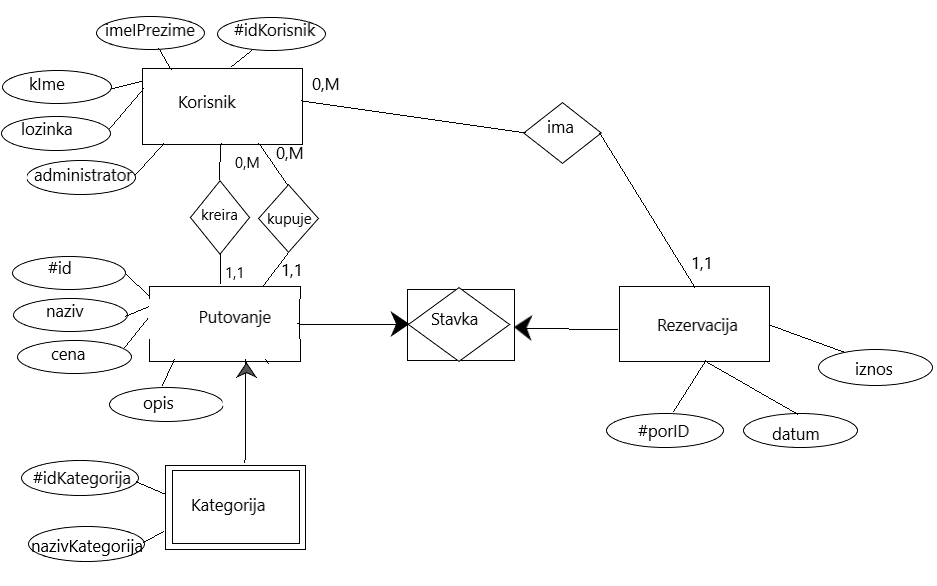 imeIPrezime
#idKorisnik
kIme
Korisnik
0,M
lozinka
ima
administrator
0,M
0,M
kreira
kupuje
#id
1,1
1,1
1,1
naziv
Putovanje
Stavka
Rezervacija
cena
iznos
opis
#porID
datum
#idKategorija
Kategorija
nazivKategorija